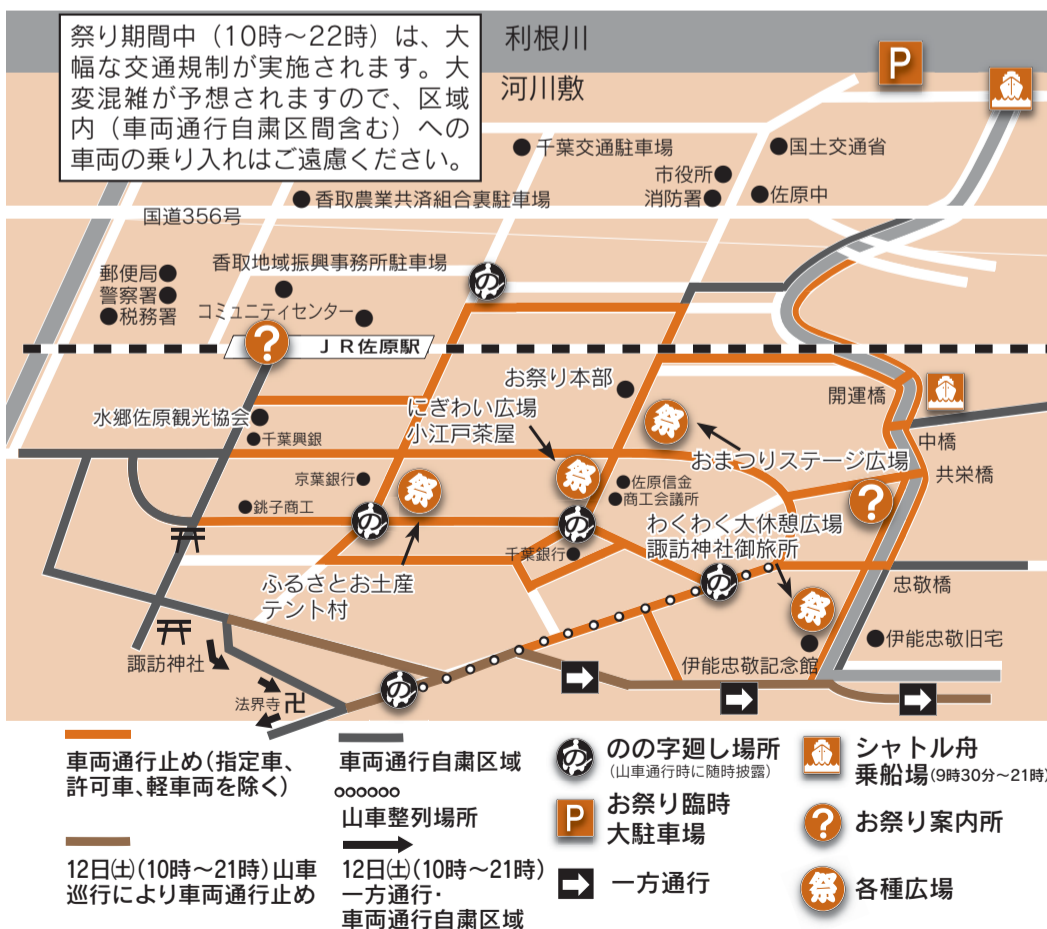 祭り期間中（10時～22時）は、大
幅な交通規制が実施されます。大
変混雑が予想されますので、区域
内（車両通行自粛区間含む）への
車両の乗り入れはご遠慮ください。
利根川
河川敷
P
千葉交通駐車場
国土交通省
市役所
消防署
佐原中
香取農業共済組合裏駐車場
国道356号
香取地域振興事務所駐車場
の
郵便局
警察署
税務署
コミュニティセンター
?
ＪＲ佐原駅
お祭り本部
開運橋
水郷佐原観光協会
千葉興銀
にぎわい広場
小江戸茶屋
祭
おまつりステージ広場
中橋
共栄橋
京葉銀行
祭
祭
佐原信金
商工会議所
?
銚子商工
の
の
千葉銀行
わくわく大休憩広場
諏訪神社御旅所
ふるさとお土産
テント村
の
祭
忠敬橋
諏訪神社
法界寺
卍
の
伊能忠敬記念館
伊能忠敬旧宅
車両通行止め（指定車、
許可車、軽車両を除く）
12日(土)(10時～21時)山車
巡行により車両通行止め
車両通行自粛区域
山車整列場所
12日(土)(10時～21時)
一方通行・
車両通行自粛区域
の
のの字廻し場所
(山車通行時に随時披露)
P
お祭り臨時
大駐車場
一方通行
シャトル舟
乗船場(9時30分～21時)
?
お祭り案内所
祭
各種広場